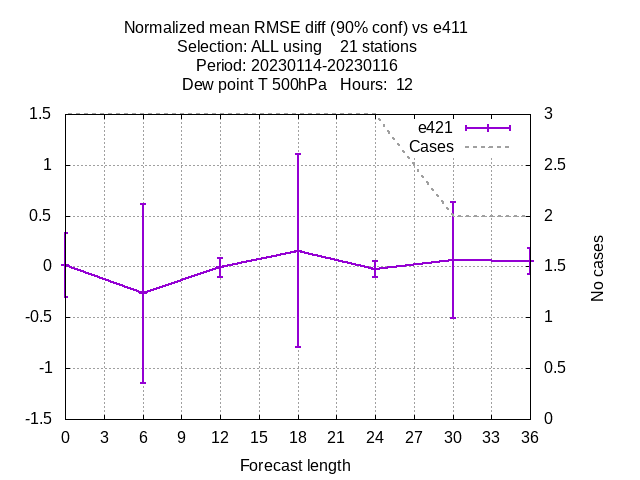 Normalized mean RMSE diff (90% conf) vs e411
Selection: ALL using    21 stations
Period: 20230114-20230116
Dew point T 500hPa   Hours:  12
1.5
1
0.5
0
-0.5
-1
-1.5
3
2.5
2
1.5
1
0.5
0
e421
Cases
No cases
0 3 6 9 12 15 18 21 24 27 30 33 36
Forecast length